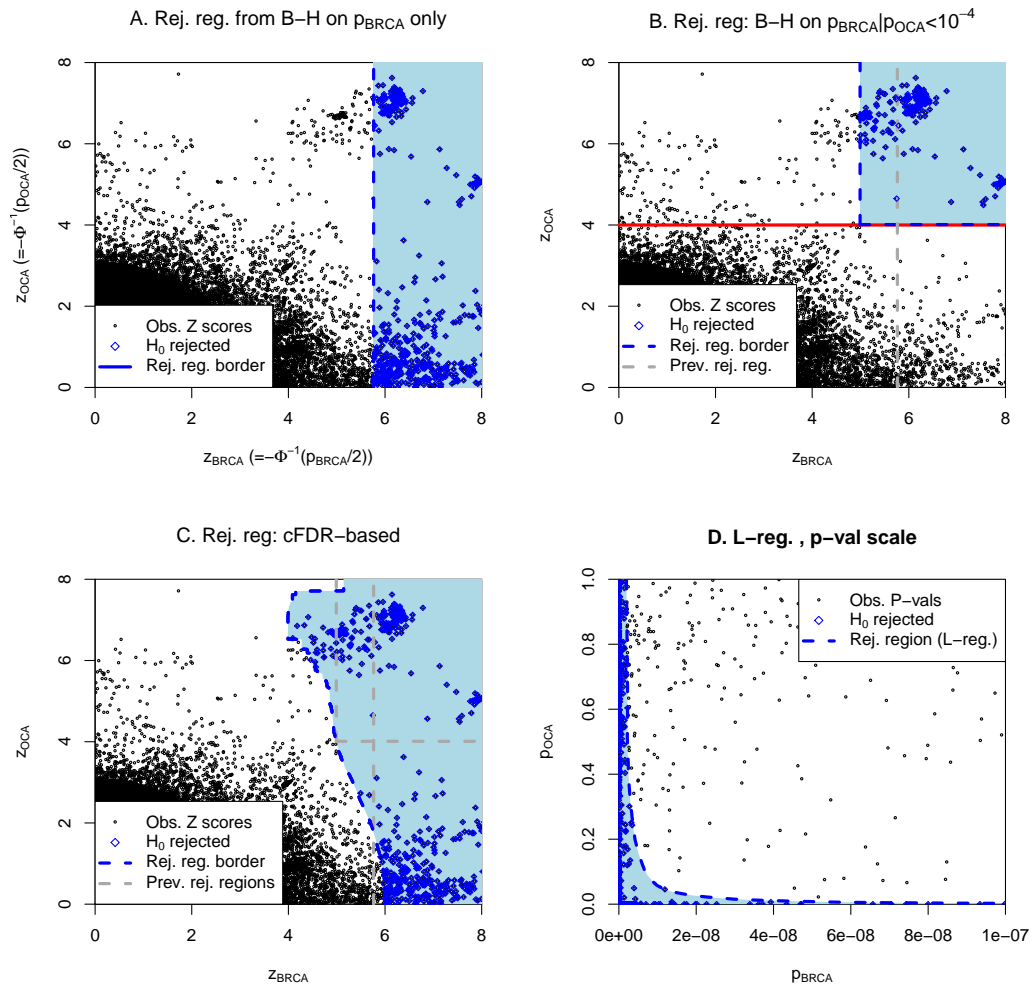 A. Rej. reg. from B−H on pBRCA only
8
6
4
2
0
zOCA (=−Φ−1(pOCA/2))
Obs. Z scores
H0 rejected
Rej. reg. border
0 2 4 6 8
zBRCA (=−Φ−1(pBRCA/2))
B. Rej. reg: B−H on pBRCA|pOCA<10−4
8
6
4
2
0
zOCA
Obs. Z scores
H0 rejected
Rej. reg. border
Prev. rej. reg.
0 2 4 6 8
zBRCA
C. Rej. reg: cFDR−based
8
6
4
2
0
zOCA
Obs. Z scores
H0 rejected
Rej. reg. border
Prev. rej. regions
0 2 4 6 8
zBRCA
D. L−reg. , p−val scale
1.0
0.8
0.6
0.4
0.2
0.0
pOCA
Obs. P−vals
H0 rejected
Rej. region (L−reg.)
0e+00 2e−08 4e−08 6e−08 8e−08 1e−07
pBRCA